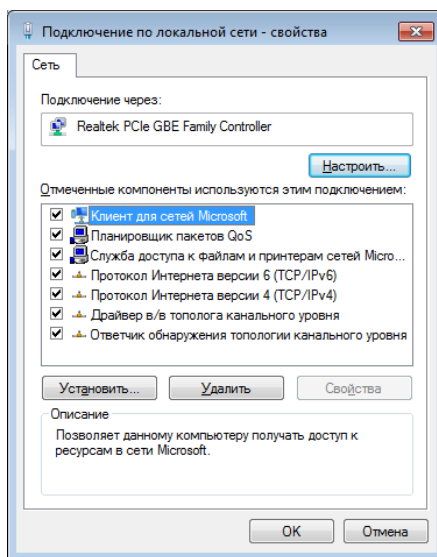 Подключение по локальной сети - свойства
Сеть
Подключение через:
Realtek PCIe GBE Family Controller
Настроить...
Отмеченные компоненты используются этим подключением:
Клиент для сетей Microsoft
Планировщик пакетов QoS
Служба доступа к файлам и принтерам сетей Micro...
Протокол Интернета версии 6 (TCP/IPv6)
Протокол Интернета версии 4 (TCP/IPv4)
Драйвер в/в тополога канального уровня
Ответчик обнаружения топологии канального уровня
Установить...
Удалить
Свойства
Описание
Позволяет данному компьютеру получать доступ к
ресурсам в сети Microsoft.
OK
Отмена